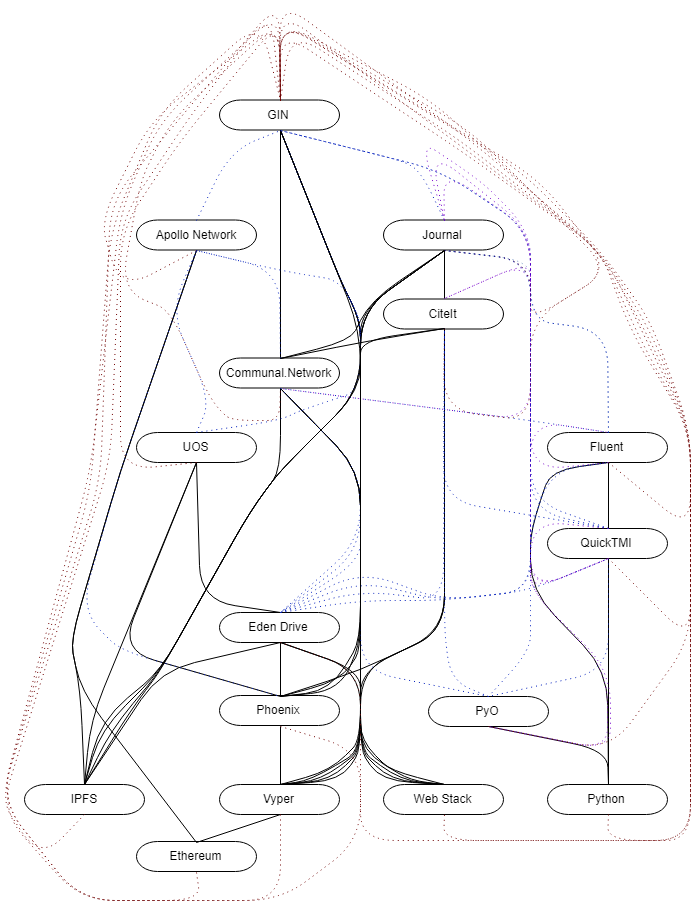 GIN
Apollo Network
Journal
CiteIt
Communal.Network
UOS
Fluent
QuickTMI
Eden Drive
Phoenix
PyO
IPFS
Vyper
Web Stack
Python
Ethereum